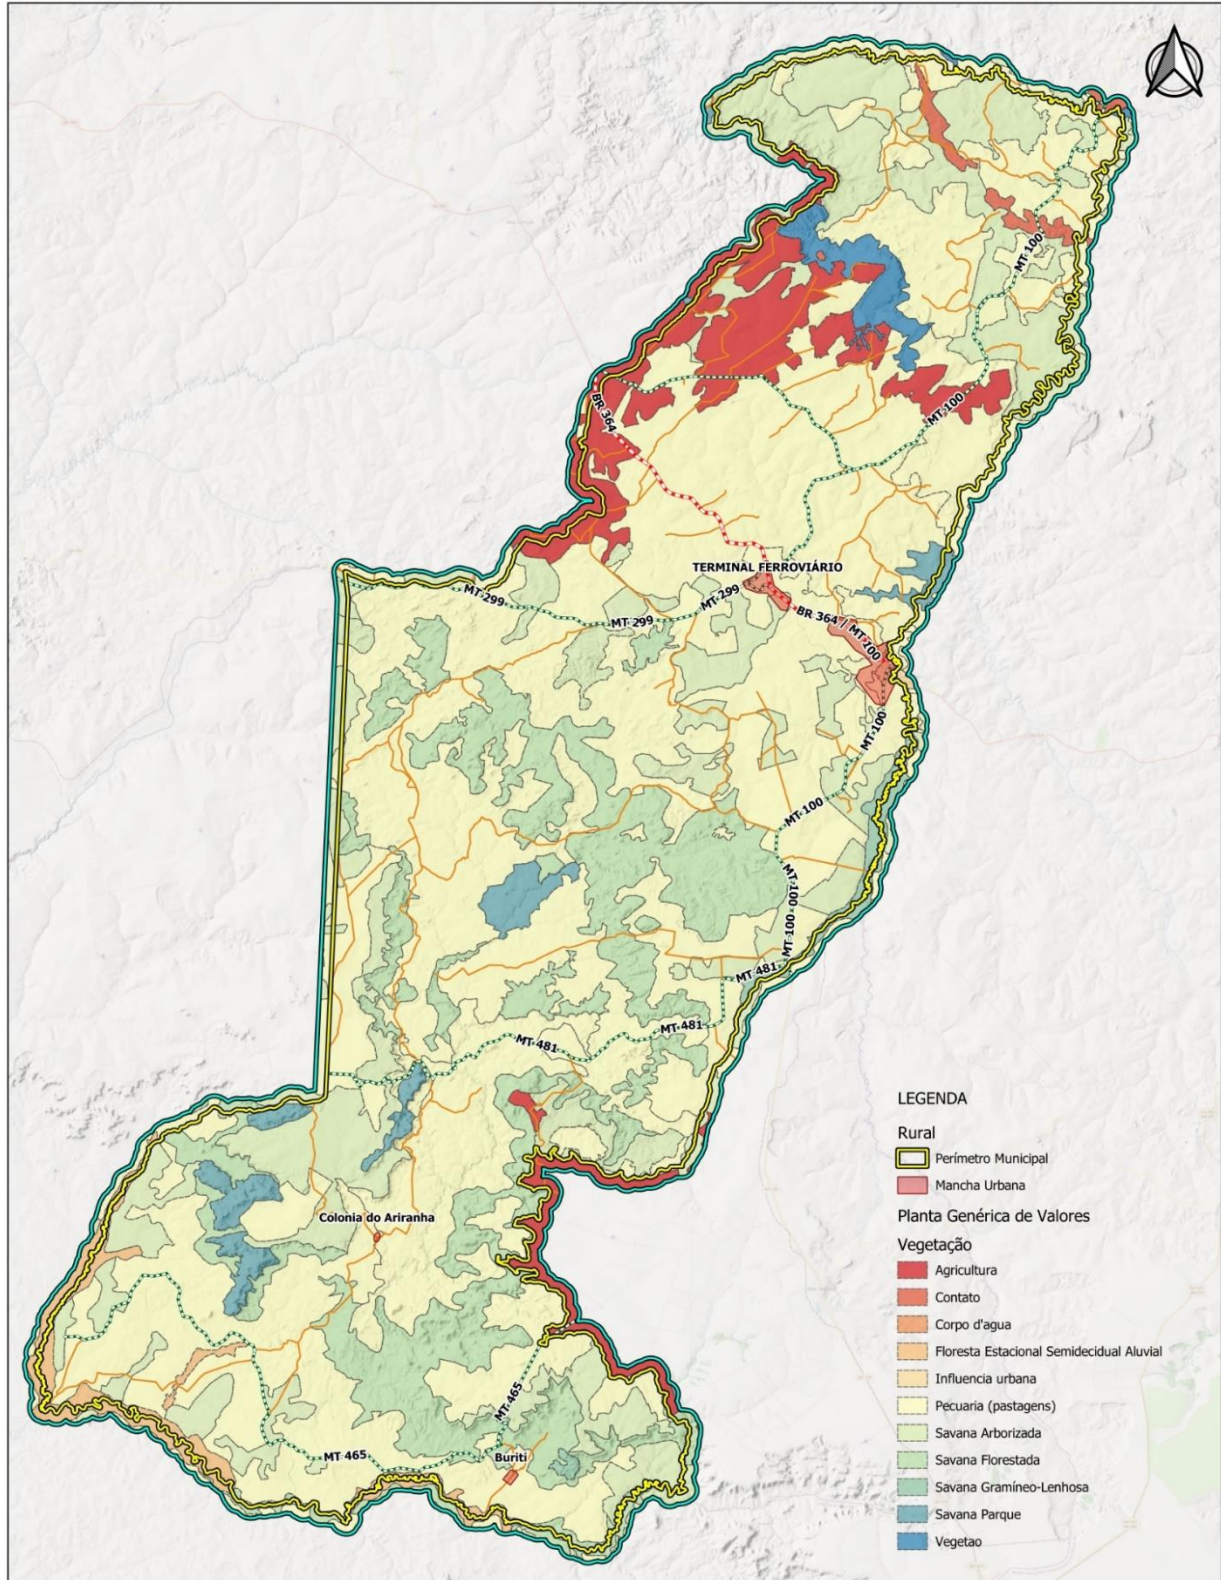 MT-100
BR 364
MT-100
TERMINAL FERROVIÁRIO
MT-299
MT-299
MT-299
BR 364 / MT-100
MT-100
MT-100
MT-100
MT-100
MT-481
MT-481
MT-481
Colonia do Ariranha
MT-465
MT 465
Buriti
LEGENDA
Rural
Perímetro Municipal
Mancha Urbana
Planta Genérica de Valores
Vegetação
Agricultura
Contato
Corpo d'agua
Floresta Estacional Semidecidual Aluvial
Influencia urbana
Pecuaria (pastagens)
Savana Arborizada
Savana Florestada
Savana Gramíneo-Lenhosa
Savana Parque
Vegetao